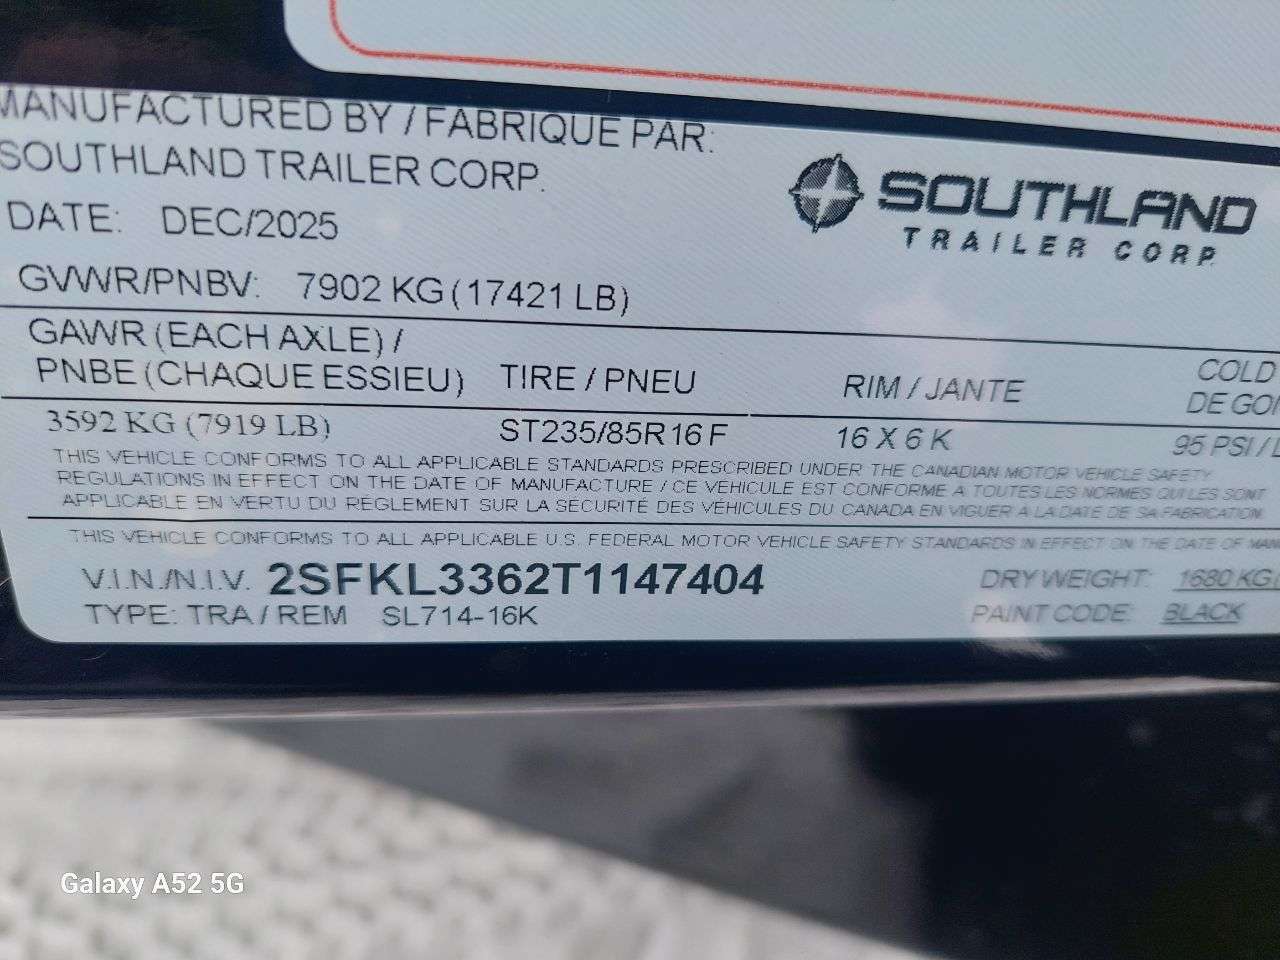 MANUFACTURED BY / FABRIQUE PAR:
SOUTHLAND TRAILER CORP.
SOUTHLAND
TRAILER CORP.
DATE: DEC/2025
GVWR/PNBV: 7902 KG (17421 LB)
GAWR (EACH AXLE) /
PNBE (CHAQUE ESSIEU) TIRE / PNEU RIM / JANTE COLD
DE
3592 KG (7919 LB) ST235/85R16 F 16 X 6 K 95 PSI /
THIS VEHICLE CONFORMS TO ALL APPLICABLE STANDARDS PRESCRIBED UNDER THE CANADIAN MOTOR VEHICLE SAFETY
REGULATIONS IN EFFECT ON THE DATE OF MANUFACTURE / CE VEHICULE EST CONFORME A TOUTES LES NORMES QUI LES SONT
APPLICABLE EN VERTU DU REGLEMENT SUR LA SECURITÉ DES VÉHICULES DU CANADA EN VIGUER A LA DATE DE SA FABRICATION
THIS VEHICLE CONFORMS TO ALL APPLICABLE U.S. FEDERAL MOTOR VEHICLE SAFETY STANDARDS IN EFFECT ON THE DATE OF
V.I.N./N.I.V. 2SFKL3362T1147404 DRY WEIGHT: 1680 KG
TYPE: TRA / REM SL714-16K PAINT CODE: BLACK
Galaxy A52 5G